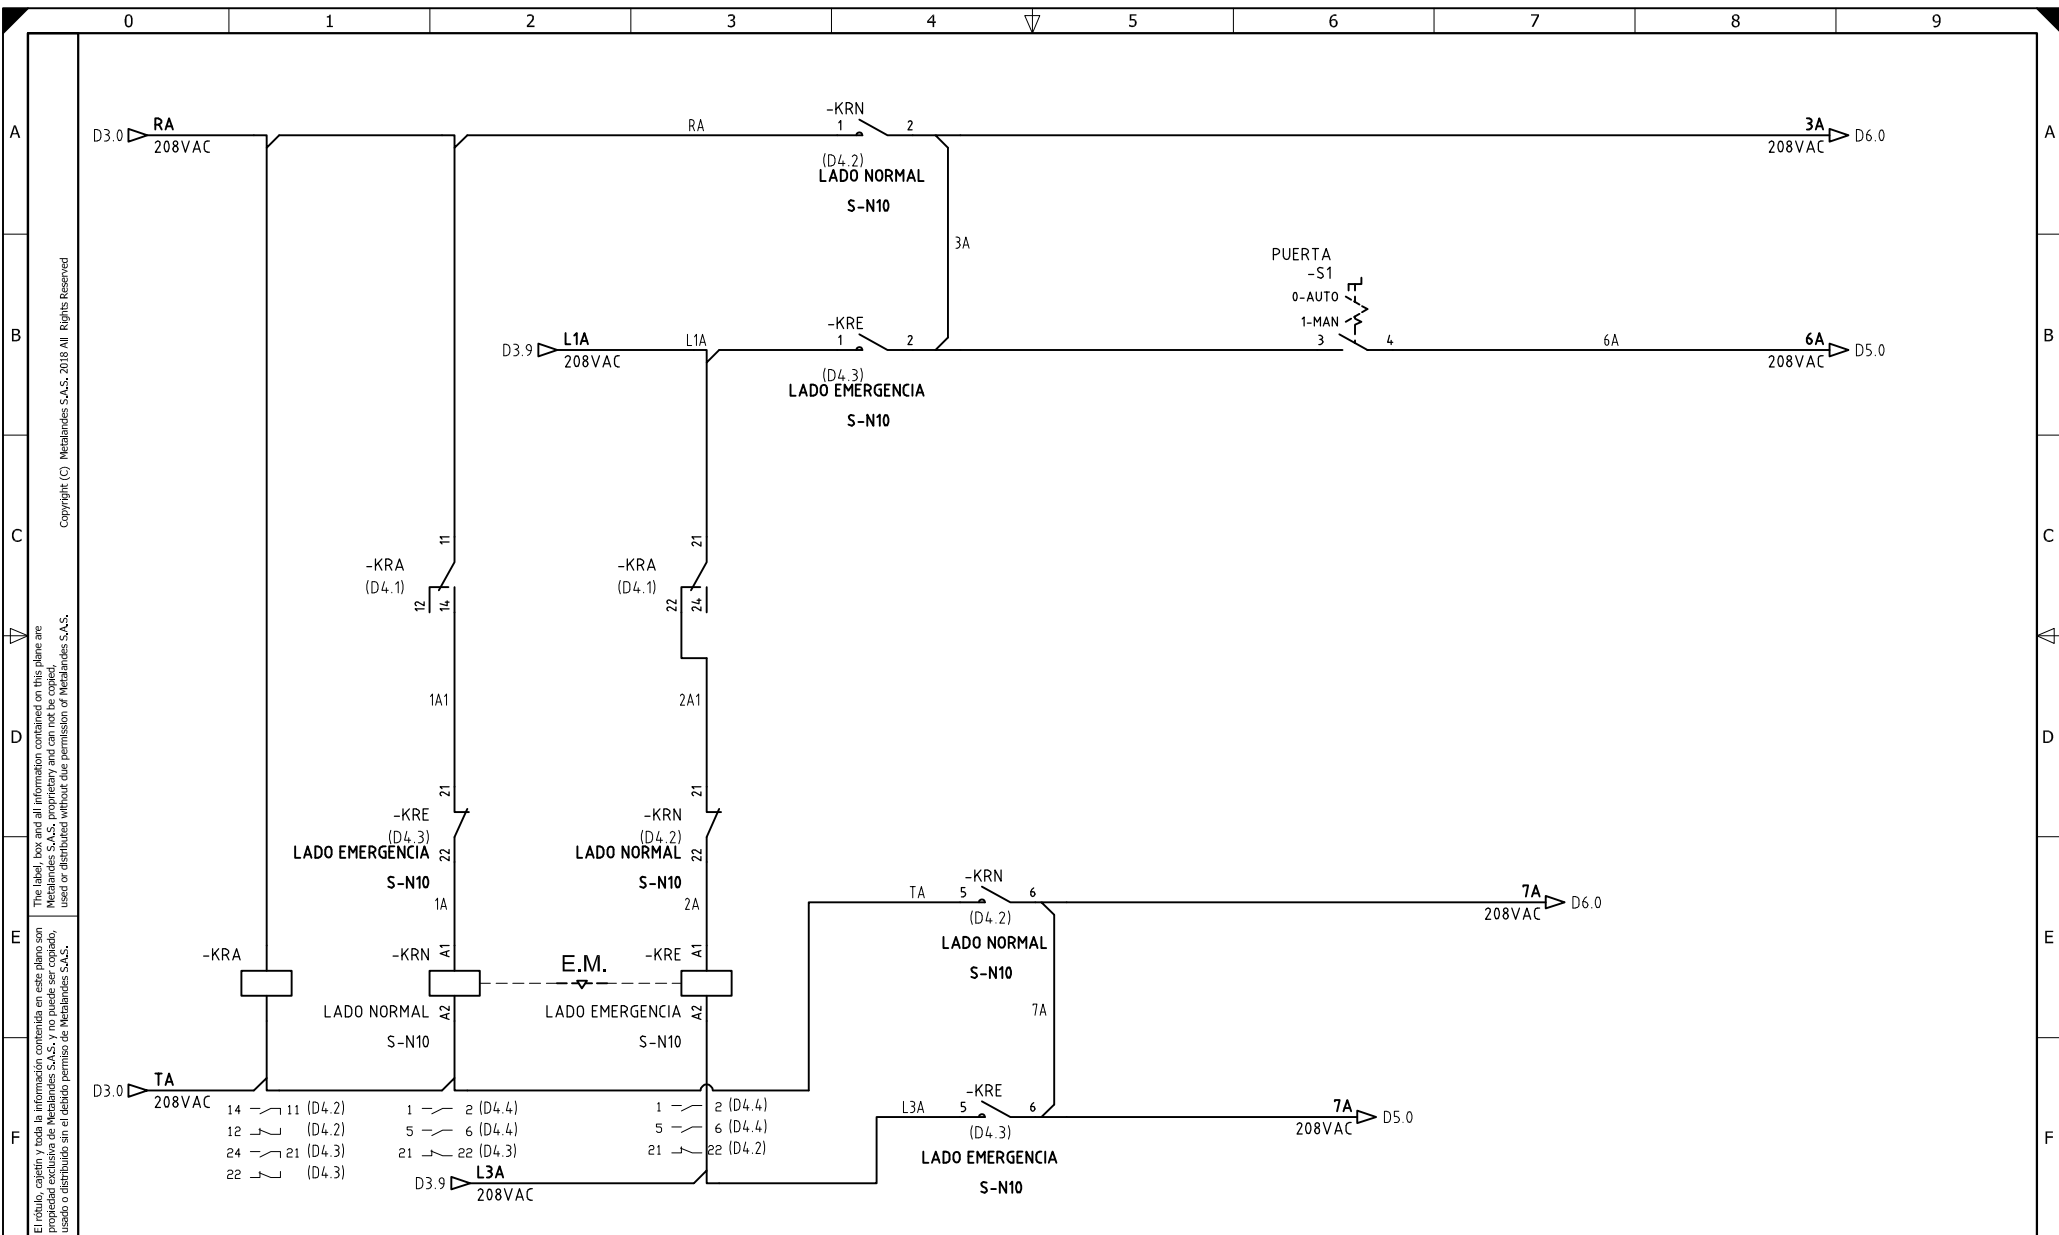 0 1 2 3 4 5 6 7 8 9
A
A
B
B
C
C
D
D
E
E
F
F
Copyright (C) Metalandes S.A.S. 2018 All Rights Reserved
The label, box and all information contained on this plane are
Metalandes S.A.S. proprietary and can not be copied,
used or distributed without due permission of Metalandes S.A.S.
El rótulo, cajetín y toda la información contenida en este plano son
propiedad exclusiva de Metalandes S.A.S. y no puede ser copiado,
usado o distribuido sin el debido permiso de Metalandes S.A.S.
D3.0 RA
208VAC
RA
-KRN
1 2
(D4.2)
LADO NORMAL
S-N10
3A
208VAC
D6.0
3A
PUERTA
-S1
0-AUTO
1-MAN
3 4
6A
6A
208VAC
D5.0
D3.9 L1A
208VAC
L1A
-KRE
1 2
(D4.3)
LADO EMERGENCIA
S-N10
11
-KRA
(D4.1)
12 14
21
-KRA
(D4.1)
22 24
1A1
2A1
21
-KRE
(D4.3)
LADO EMERGENCIA
22
S-N10
1A
21
-KRN
(D4.2)
LADO NORMAL
22
S-N10
2A
-KRA
-KRN A1
LADO NORMAL A2
S-N10
E.M.
-KRE A1
LADO EMERGENCIA A2
S-N10
TA
-KRN
5 6
(D4.2)
LADO NORMAL
S-N10
7A
208VAC
D6.0
7A
D3.0 TA
208VAC
L3A
-KRE
5 6
(D4.3)
LADO EMERGENCIA
S-N10
7A
208VAC
D5.0
14 11 (D4.2)
12 (D4.2)
24 21 (D4.3)
22 (D4.3)
1 2 (D4.4)
5 6 (D4.4)
21 22 (D4.3)
1 2 (D4.4)
5 6 (D4.4)
21 22 (D4.2)
D3.9 L3A
208VAC